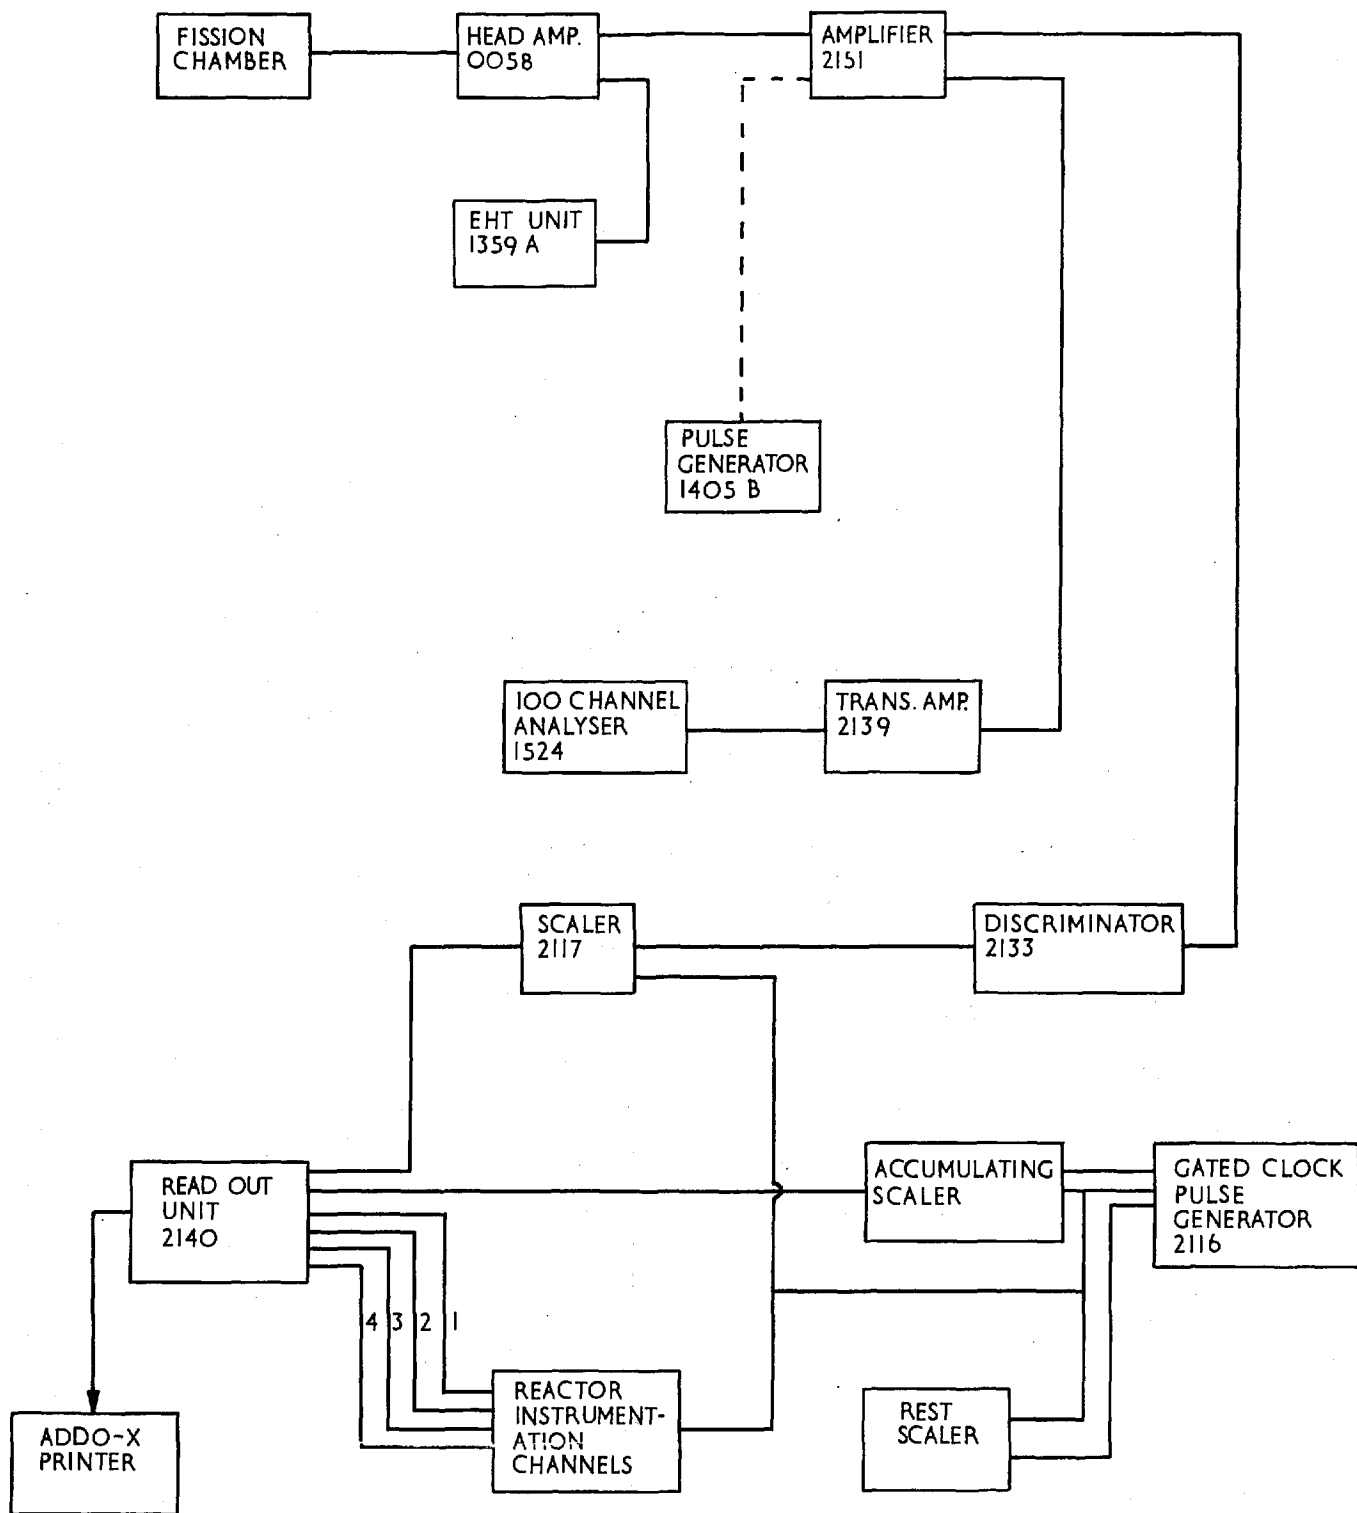 FISSION
CHAMBER
HEAD AMP.
0058
AMPLIFIER
2151
EHT UNIT
1359 A
PULSE
GENERATOR
1405 B
100 CHANNEL
ANALYSER
1524
TRANS. AMP.
2139
SCALER
2117
DISCRIMINATOR
2133
READ OUT
UNIT
2140
ACCUMULATING
SCALER
GATED CLOCK
PULSE
GENERATOR
2116
4 3 2 1
ADDO-X
PRINTER
REACTOR
INSTRUMENT-
ATION
CHANNELS
REST
SCALER